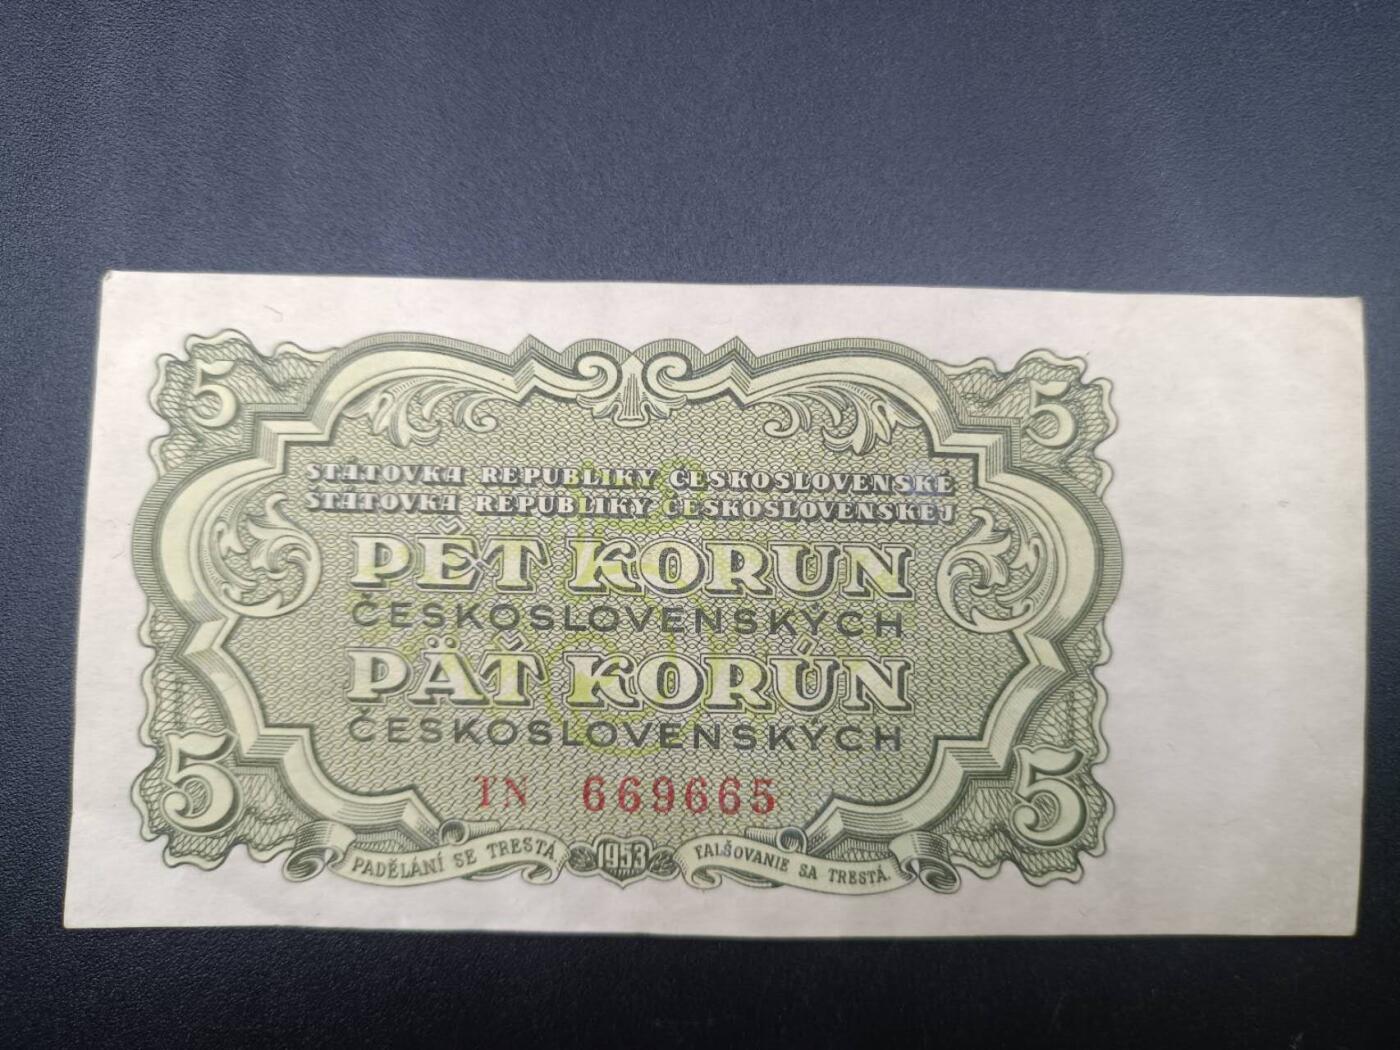 5 5
STÁTOVKA REPUBLIKY ČESKOSLOVENSKÉ
ŠTÁTOVKA REPUBLIKY ČESKOSLOVENSKEJ
PĚT KORUN
ČESKOSLOVENSKÝCH
PÄŤ KORÚN
ČESKOSLOVENSKÝCH
TN 669665
5 5
PADĚLÁNÍ SE TRESTÁ. 1953 FALŠOVANIE SA TRESTÁ.